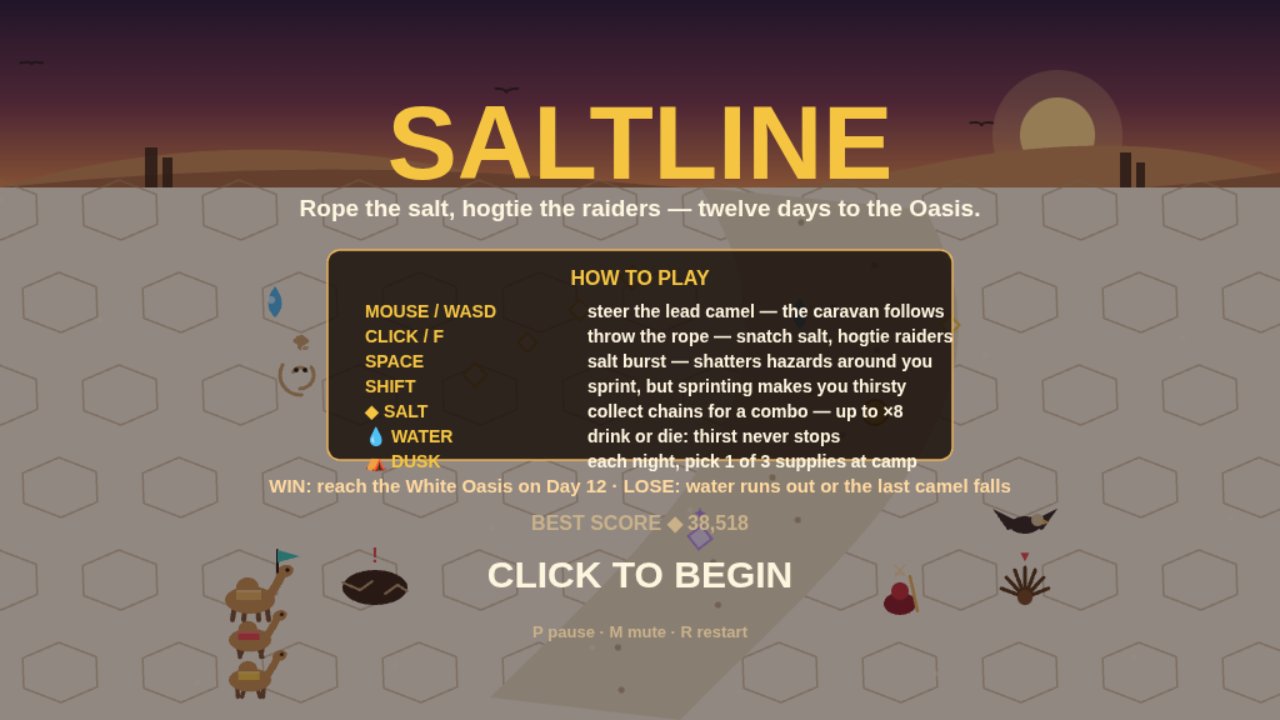 SALTLINE
Rope the salt, hogtie the raiders — twelve days to the Oasis.
HOW TO PLAY
MOUSE / WASD steer the lead camel — the caravan follows
CLICK / F throw the rope — snatch salt, hogtie raiders
SPACE salt burst — shatters hazards around you
SHIFT sprint, but sprinting makes you thirsty
◆ SALT collect chains for a combo — up to ×8
💧 WATER drink or die: thirst never stops
⛺ DUSK each night, pick 1 of 3 supplies at camp
WIN: reach the White Oasis on Day 12 · LOSE: water runs out or the last camel falls
BEST SCORE ◆ 38,518
!
CLICK TO BEGIN
P pause · M mute · R restart